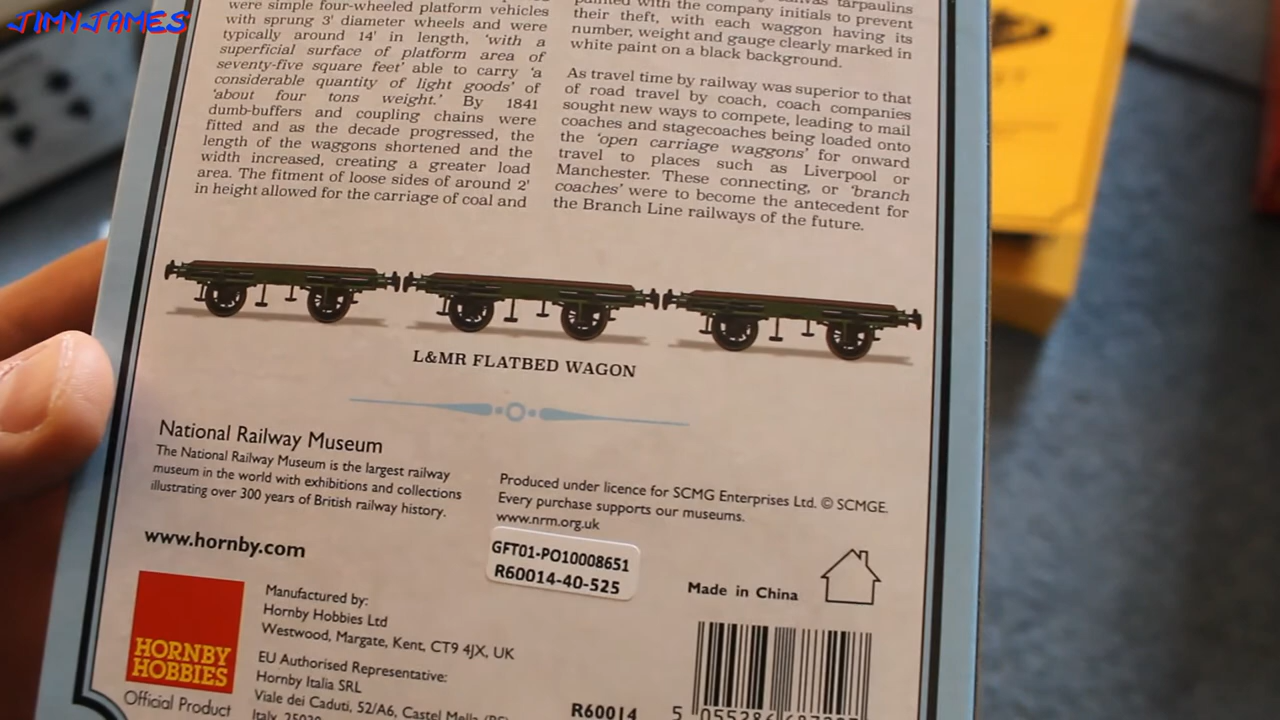 JIMYJAMES
were simple four-wheeled platform vehicles
with sprung 3' diameter wheels and were
typically around 14' in length, 'with a
superficial surface of platform area of
seventy-five square feet' able to carry 'a
considerable quantity of light goods' of
'about four tons weight.' By 1841
dumb-buffers and coupling chains were
fitted and as the decade progressed, the
length of the waggons shortened and the
width increased, creating a greater load
area. The fitment of loose sides of around 2'
in height allowed for the carriage of coal and
tarpaulins
painted with the company initials to prevent
their theft, with each waggon having its
number, weight and gauge clearly marked in
white paint on a black background.
As travel time by railway was superior to that
of road travel by coach, coach companies
sought new ways to compete, leading to mail
coaches and stagecoaches being loaded onto
the 'open carriage waggons' for onward
travel to places such as Liverpool or
Manchester. These connecting, or 'branch
coaches' were to become the antecedent for
the Branch Line railways of the future.
L&MR FLATBED WAGON
National Railway Museum
The National Railway Museum is the largest railway
museum in the world with exhibitions and collections
illustrating over 300 years of British railway history.
www.hornby.com
Produced under licence for SCMG Enterprises Ltd. © SCMGE.
Every purchase supports our museums.
www.nrm.org.uk
GFT01-PO10008651
R60014-40-525
Made in China
HORNBY
HOBBIES
Official Product
Manufactured by:
Hornby Hobbies Ltd
Westwood, Margate, Kent, CT9 4JX, UK
EU Authorised Representative:
Hornby Italia SRL
Viale dei Caduti, 52/A6, Castel Mella
Italy
R60014